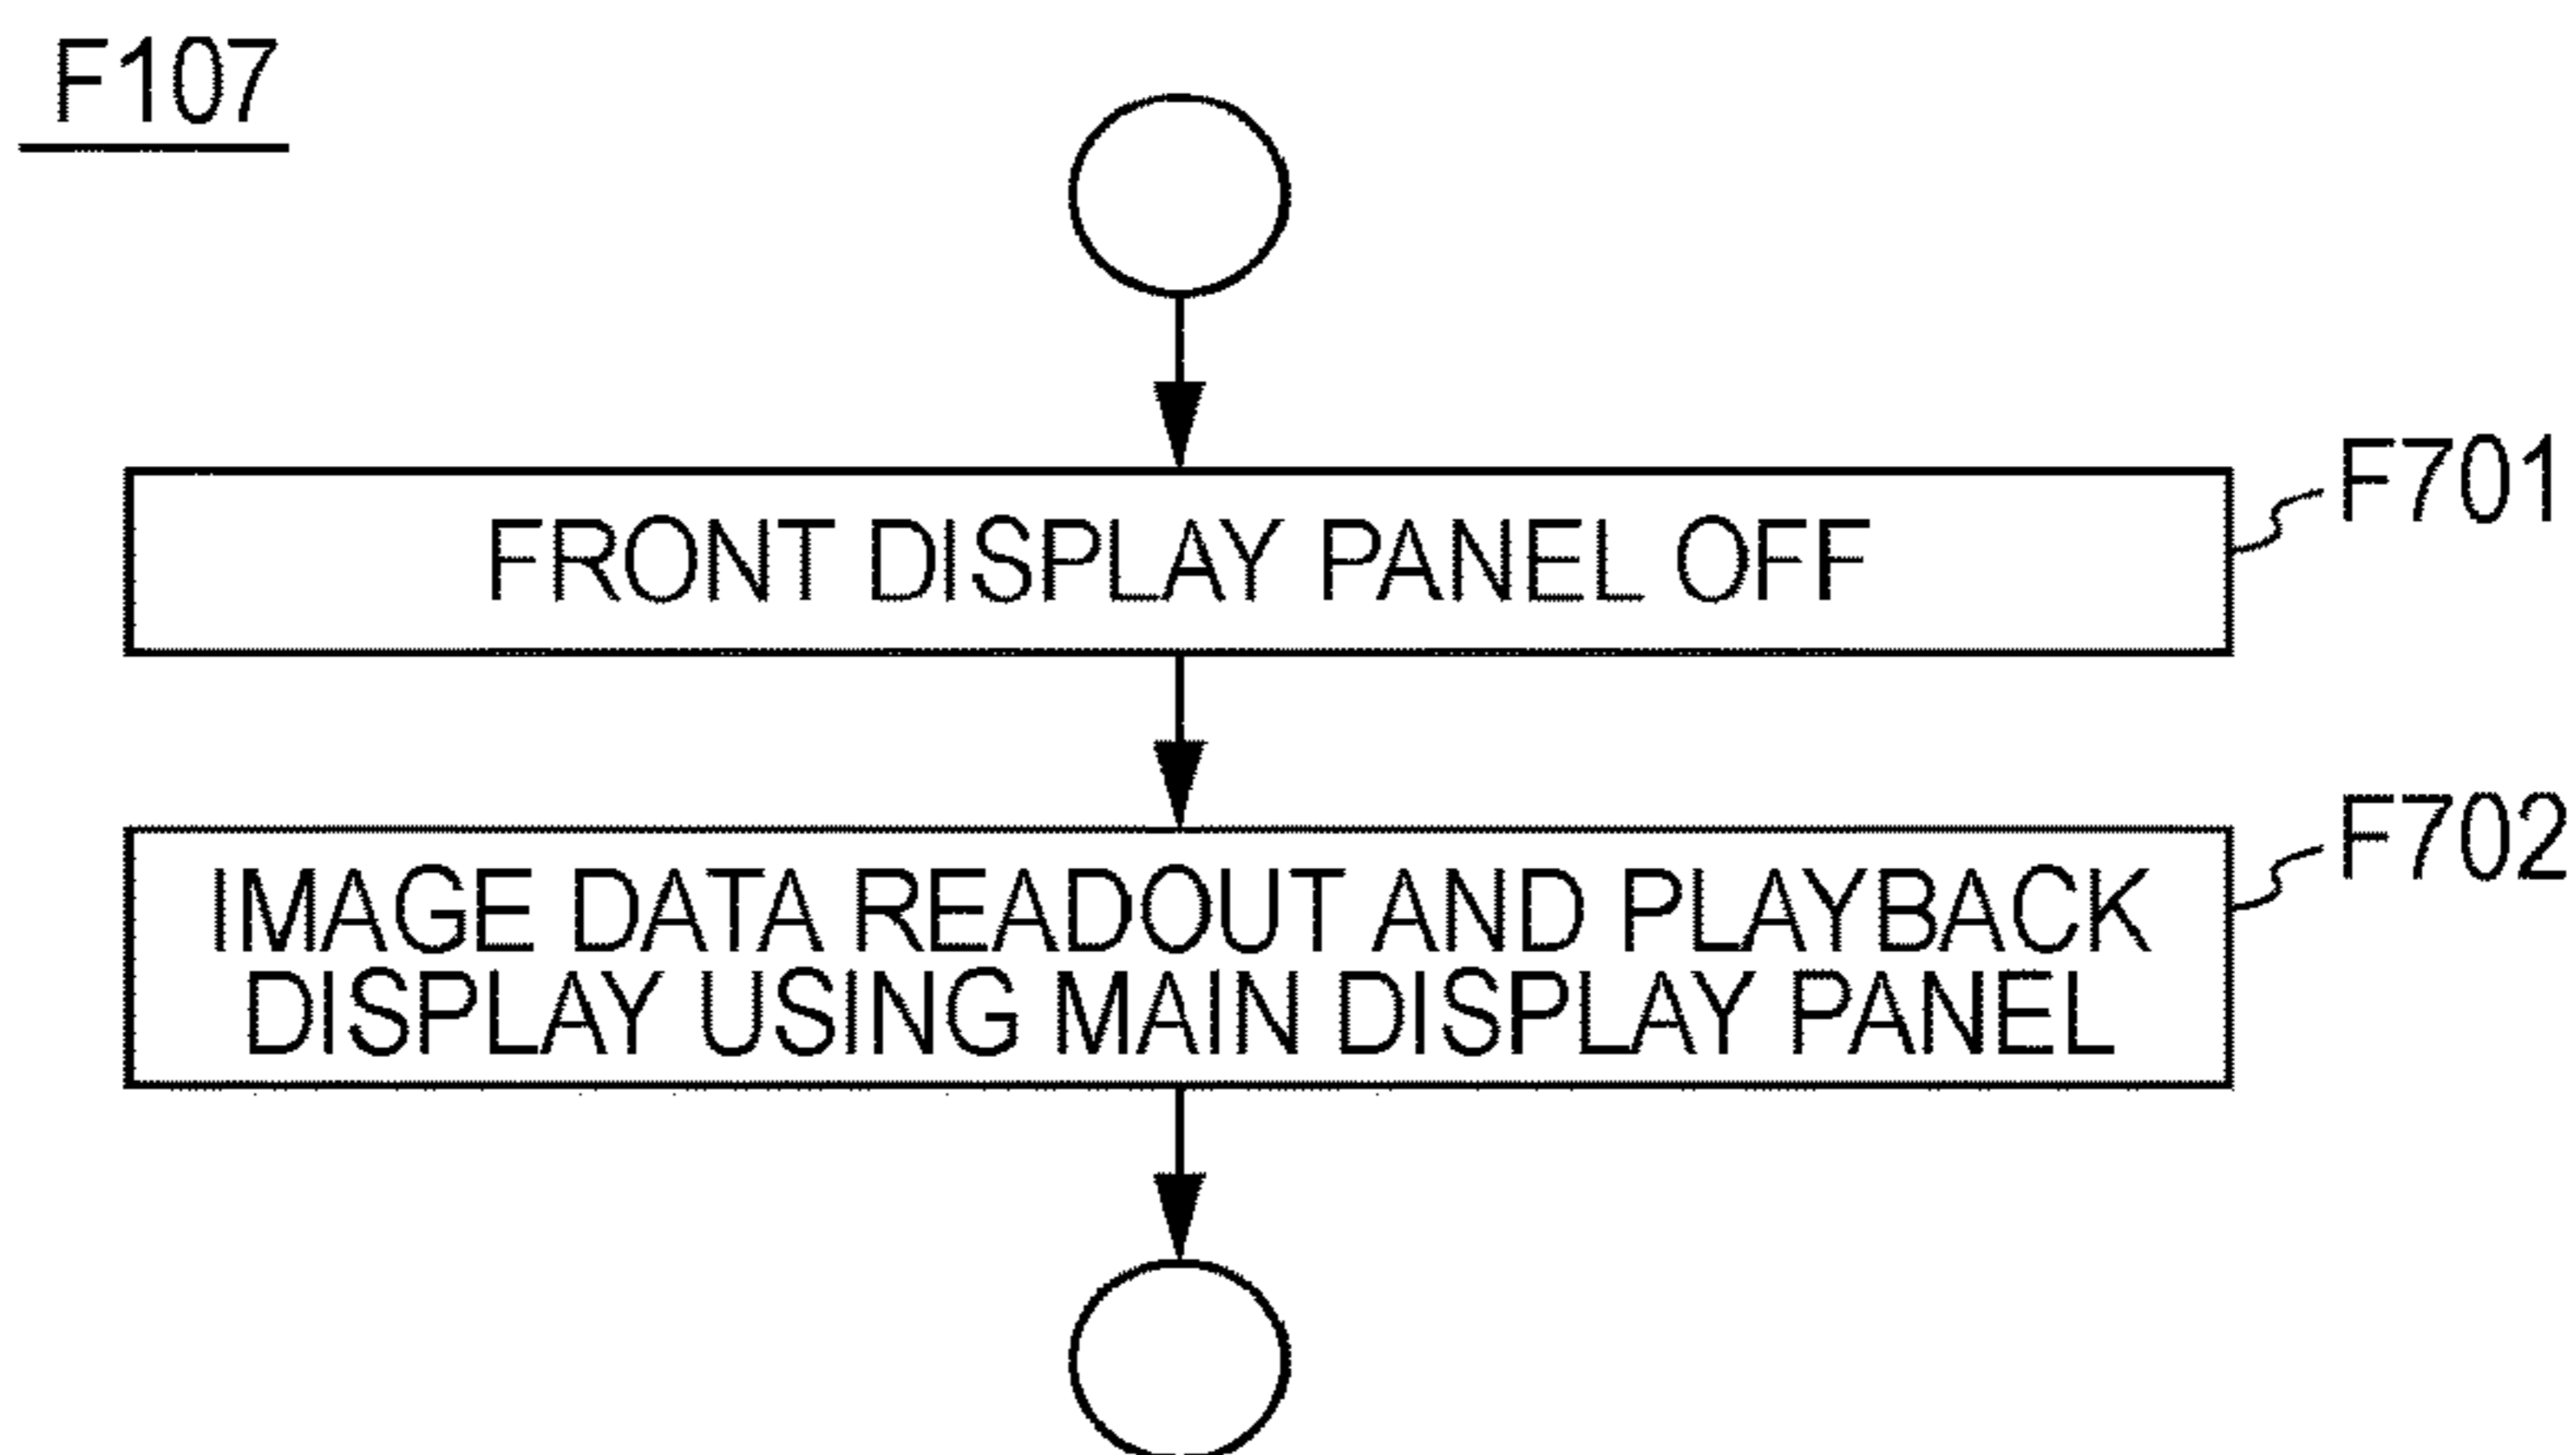 F107
FRONT DISPLAY PANEL OFF
F701
IMAGE DATA READOUT AND PLAYBACK
DISPLAY USING MAIN DISPLAY PANEL
F702